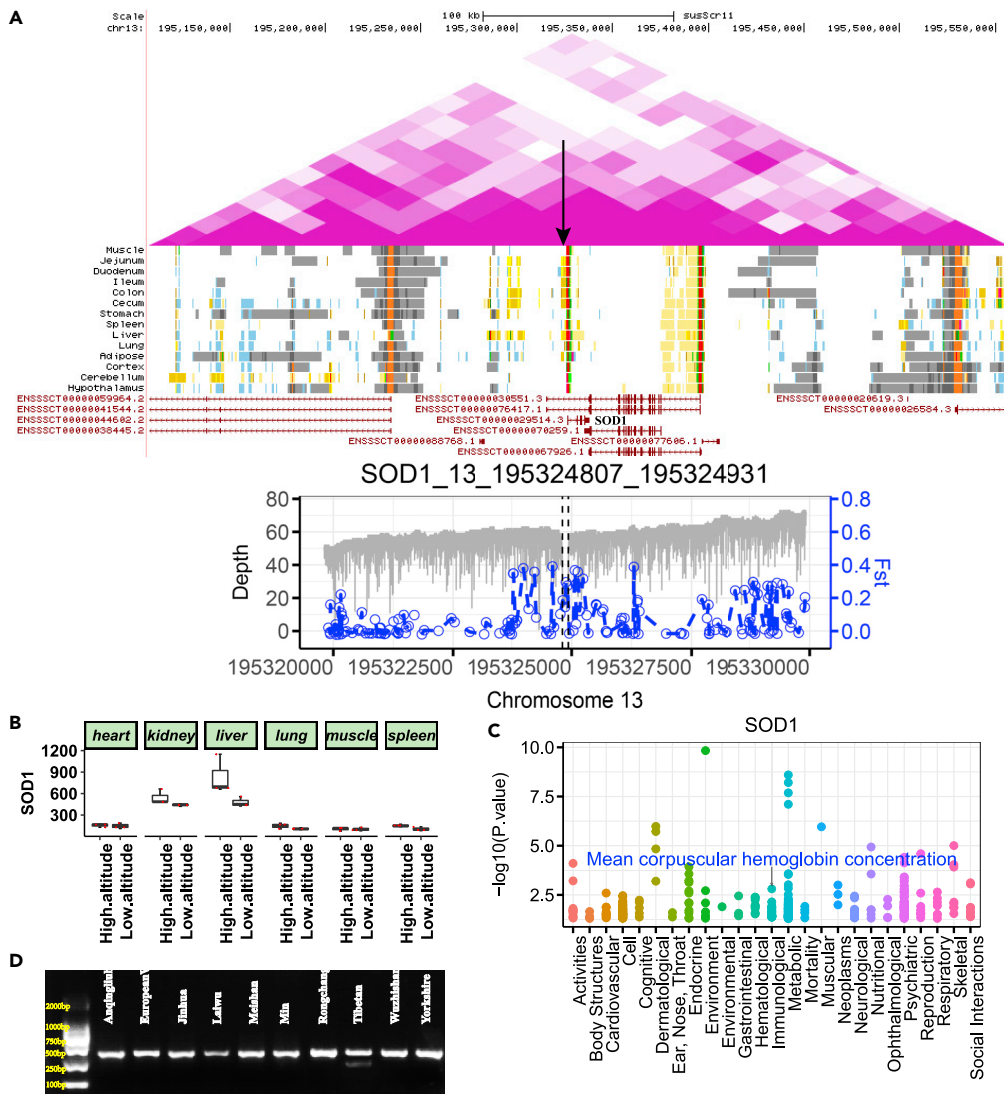 A
Scale 100 kb susScr11
chr13: 195,150,000 195,200,000 195,250,000 195,300,000 195,350,000 195,400,000 195,450,000 195,500,000 195,550,000
Muscle
Jejunum
Duodenum
Ileum
Colon
Cecum
Stomach
Spleen
Liver
Lung
Adipose
Cortex
Cerebellum
Hypothalamus
ENSSSCT00000059964.2 ENSSSCT00000030551.3 ENSSSCT00000020619.3
ENSSSCT00000041544.2 ENSSSCT00000076417.1 ENSSSCT00000026584.3
ENSSSCT00000044602.2 ENSSSCT00000029514.3 SOD1
ENSSSCT00000038445.2 ENSSSCT00000070259.1
ENSSSCT00000088768.1 ENSSSCT00000077606.1
ENSSSCT00000067926.1
SOD1_13_195324807_195324931
Depth
80
60
40
20
0
0.8
0.6
0.4
0.2
0.0
Fst
195320000 195322500 195325000 195327500 195330000
Chromosome 13
B
heart kidney liver lung muscle spleen
SOD1
1200
900
600
300
High.altitude Low.altitude High.altitude Low.altitude High.altitude Low.altitude High.altitude Low.altitude High.altitude Low.altitude High.altitude Low.altitude
C
SOD1
−log10(P.value)
10.0
7.5
5.0
2.5
Mean corpuscular hemoglobin concentration
Activities
Body Structures
Cardiovascular
Cell
Cognitive
Dermatological
Ear, Nose, Throat
Endocrine
Environment
Environmental
Gastrointestinal
Hematological
Immunological
Metabolic
Mortality
Muscular
Neoplasms
Neurological
Nutritional
Ophthalmological
Psychiatric
Reproduction
Respiratory
Skeletal
Social Interactions
D
2000bp
1000bp
750bp
500bp
250bp
100bp
Jinhua
Laiwu
Meishan
Min
Tibetan
Yorkshire